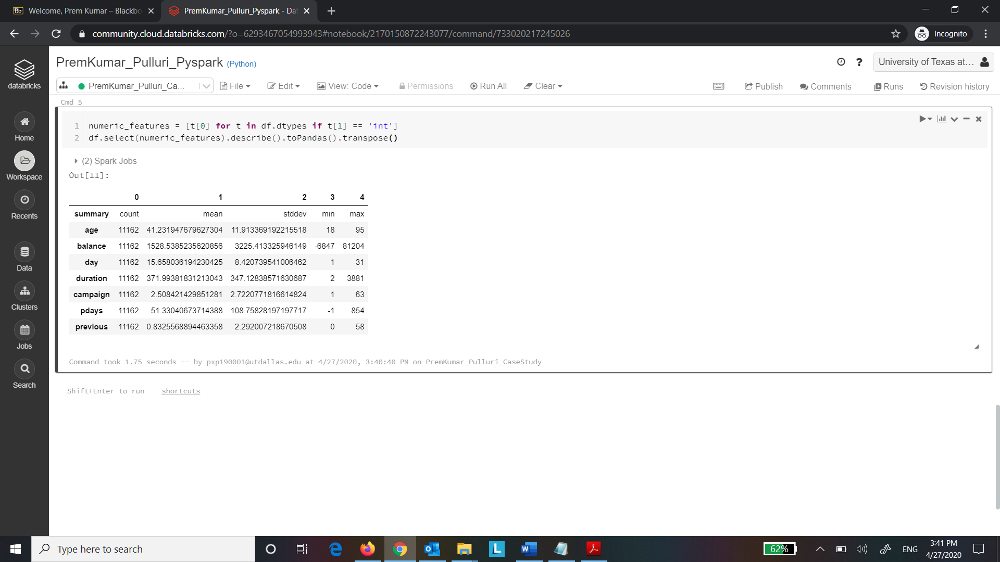 Bb Welcome, Prem Kumar – Blackbo
PremKumar_Pulluri_Pyspark - Dat
community.cloud.databricks.com/?o=6293467054993943#notebook/2170150872243077/command/733020217245026
Incognito
databricks
Home
Workspace
Recents
Data
Clusters
Jobs
Search
PremKumar_Pulluri_Pyspark (Python)
? University of Texas at...
PremKumar_Pulluri_Ca... File Edit View: Code Permissions Run All Clear Publish Comments Runs Revision history
Cmd 5
1 numeric_features = [t[0] for t in df.dtypes if t[1] == 'int']
2 df.select(numeric_features).describe().toPandas().transpose()
(2) Spark Jobs
Out[11]:
0 1 2 3 4
summary count mean stddev min max
age 11162 41.231947679627304 11.913369192215518 18 95
balance 11162 1528.5385235620856 3225.413325946149 -6847 81204
day 11162 15.658036194230425 8.420739541006462 1 31
duration 11162 371.99381831213043 347.12838571630687 2 3881
campaign 11162 2.508421429851281 2.7220771816614824 1 63
pdays 11162 51.33040673714388 108.75828197197717 -1 854
previous 11162 0.8325568894463358 2.292007218670508 0 58
Command took 1.75 seconds -- by pxp190001@utdallas.edu at 4/27/2020, 3:40:40 PM on PremKumar_Pulluri_CaseStudy
Shift+Enter to run shortcuts
Type here to search
62%
ENG
3:41 PM
4/27/2020